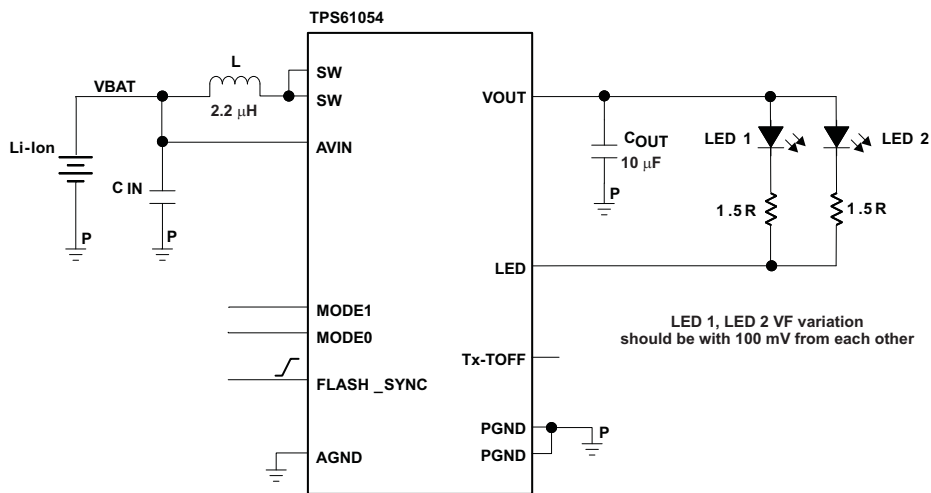 TPS61054
L
VBAT
2.2 μH
SW
SW
AVIN
Li-Ion
C IN
P
P
VOUT
COUT
10 μF
P
LED 1
LED 2
1.5R
1.5R
LED
MODE1
MODE0
FLASH _SYNC
AGND
LED 1, LED 2 VF variation
should be with 100 mV from each other
Tx-TOFF
PGND
PGND
P